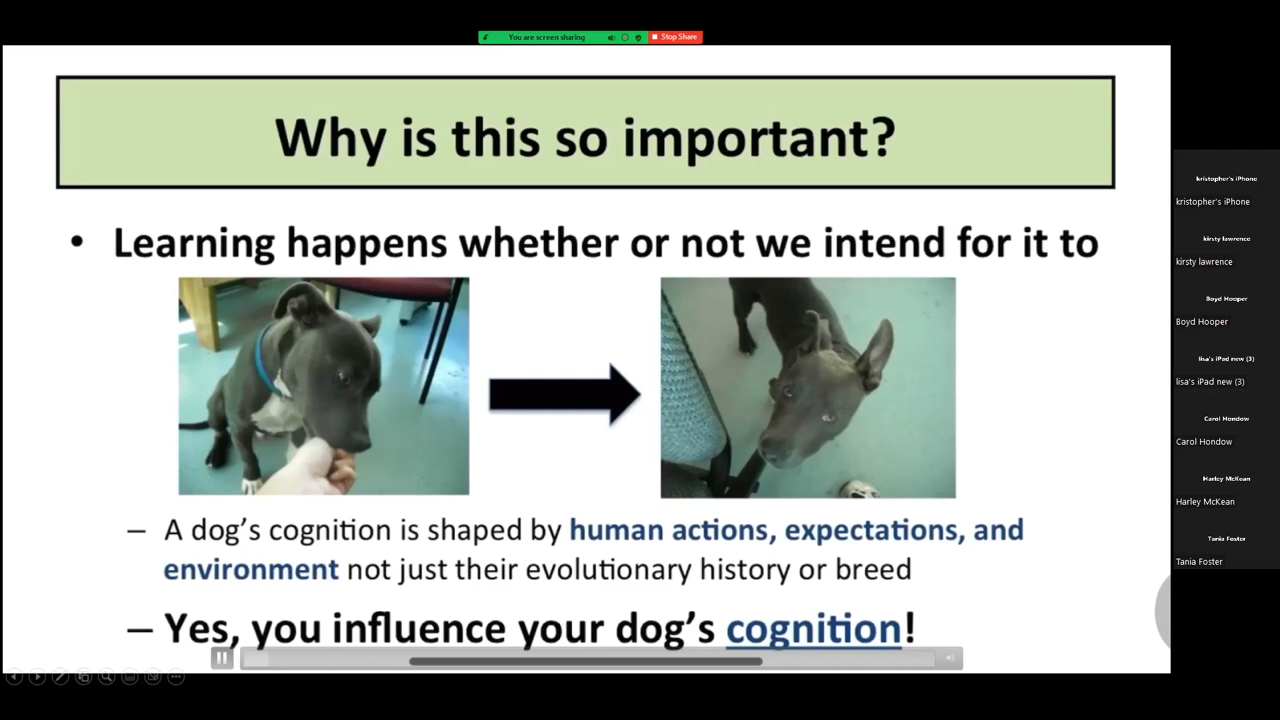 You are screen sharing
Stop Share
Why is this so important?
• Learning happens whether or not we intend for it to
– A dog's cognition is shaped by human actions, expectations, and
environment not just their evolutionary history or breed
– Yes, you influence your dog's cognition!
kristopher's iPhone
kristopher's iPhone
kirsty lawrence
kirsty lawrence
Boyd Hooper
Boyd Hooper
lisa's iPad new (3)
lisa's iPad new (3)
Carol Hondow
Carol Hondow
Harley McKean
Harley McKean
Tania Foster
Tania Foster